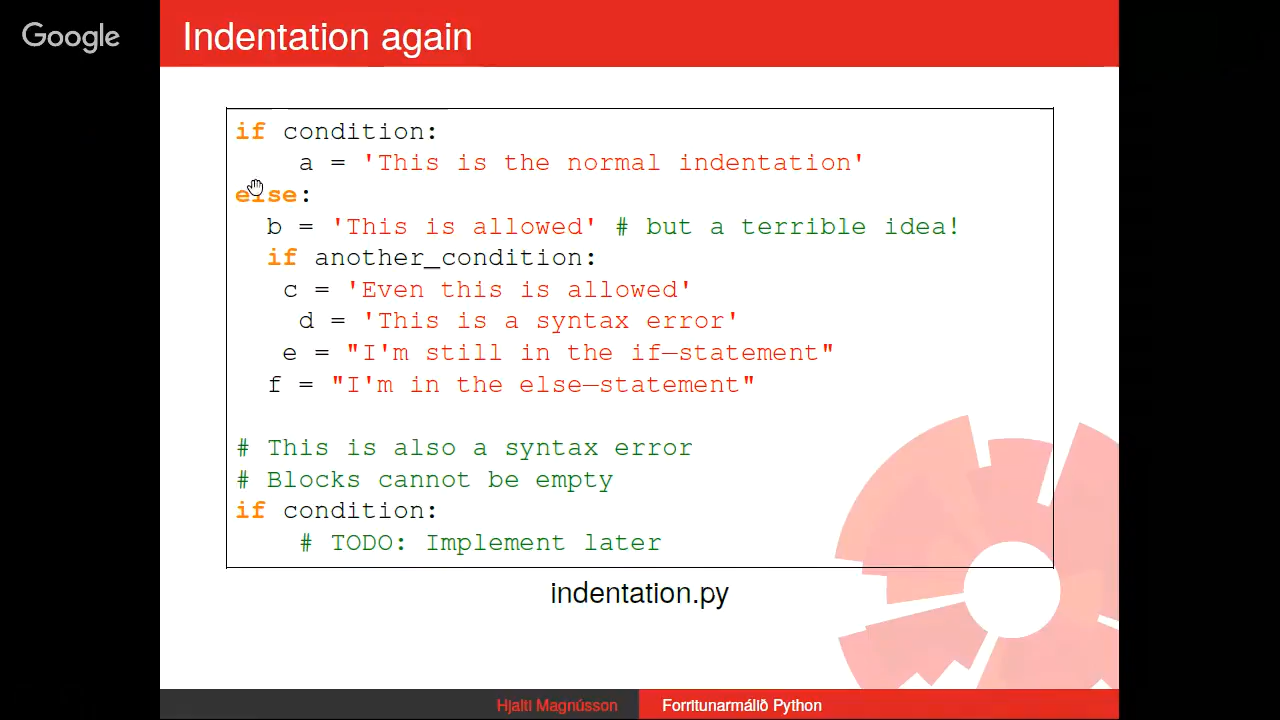 Google
Indentation again
if condition:
    a = 'This is the normal indentation'
else:
  b = 'This is allowed' # but a terrible idea!
  if another_condition:
   c = 'Even this is allowed'
    d = 'This is a syntax error'
   e = "I'm still in the if–statement"
  f = "I'm in the else–statement"
# This is also a syntax error
# Blocks cannot be empty
if condition:
    # TODO: Implement later
indentation.py
Hjalti Magnússon
Forritunarmálið Python